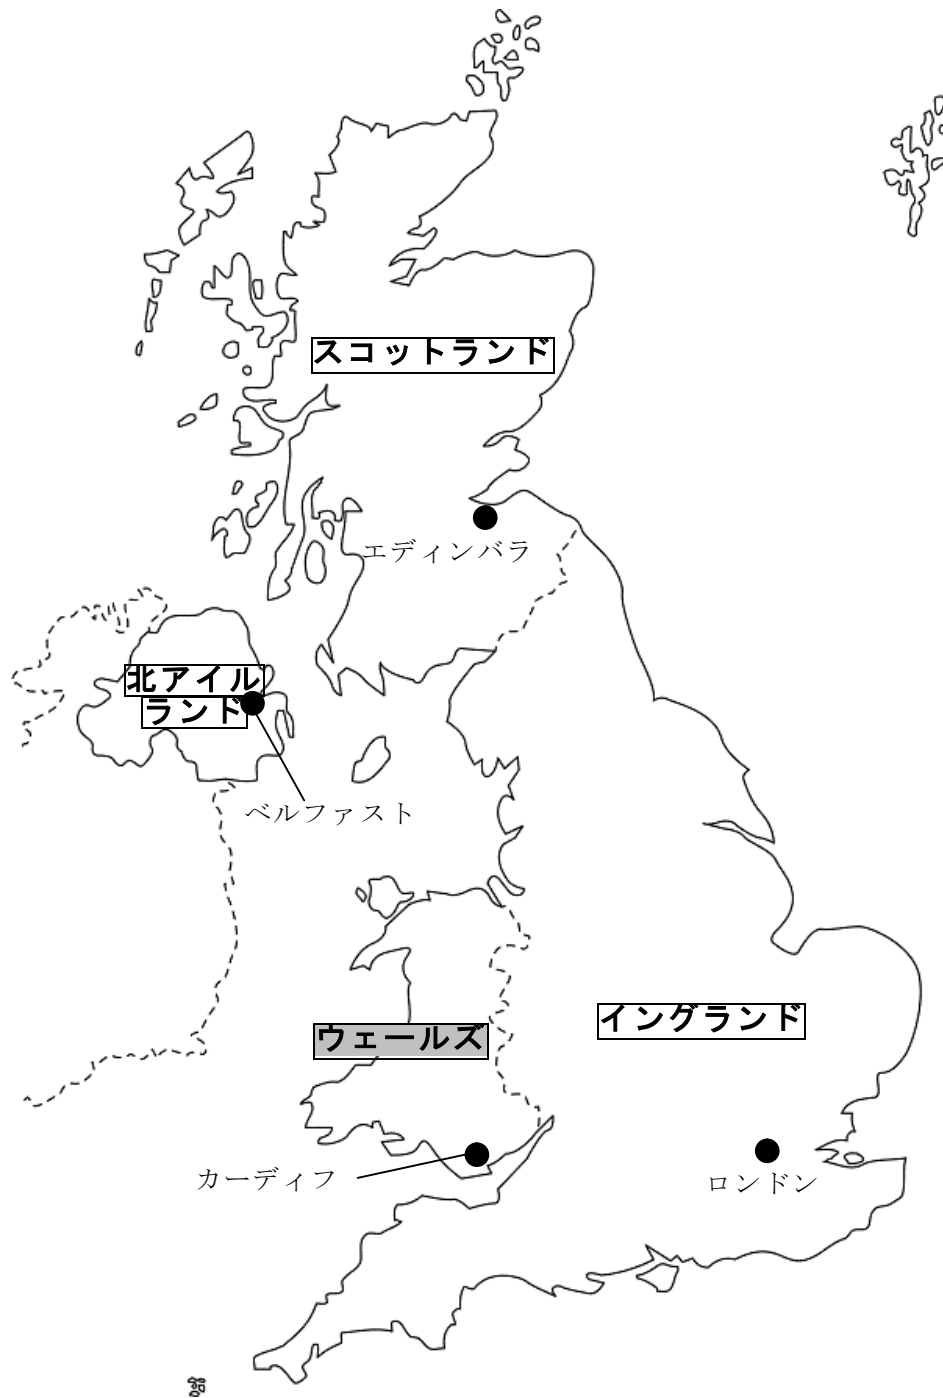 スコットランド
エディンバラ
北アイル
ランド
ベルファスト
イングランド
ウェールズ
カーディフ
ロンドン